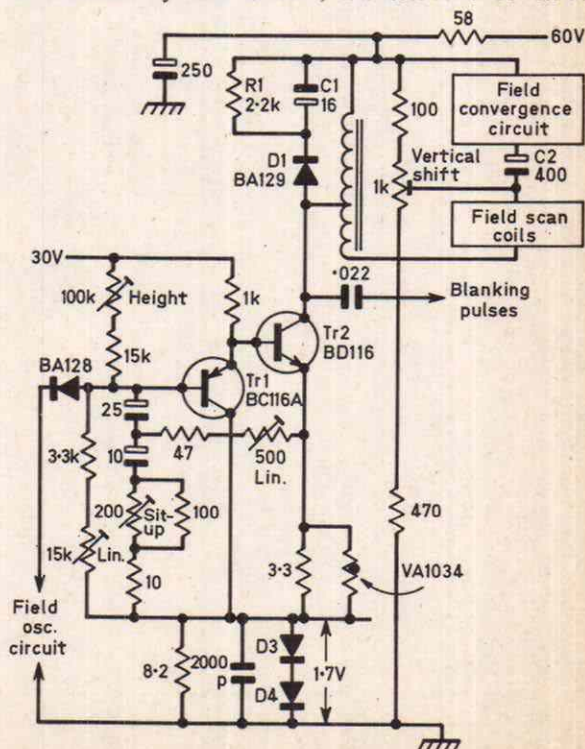 58
60V
250
R1
2·2k
C1
16
100
Field
convergence
circuit
D1
BA129
Vertical
shift
1k
C2
400
Field scan
coils
30V
·022
Blanking
pulses
100k
Height
1k
Tr2
BD116
15k
BA128
Tr1
BC116A
25
3·3k
10
47
500
Lin.
200
Sit-
up
100
470
15k
Lin.
10
3·3
VA1034
Field
osc.
circuit
8·2
2000
p
D3
D4
1·7V